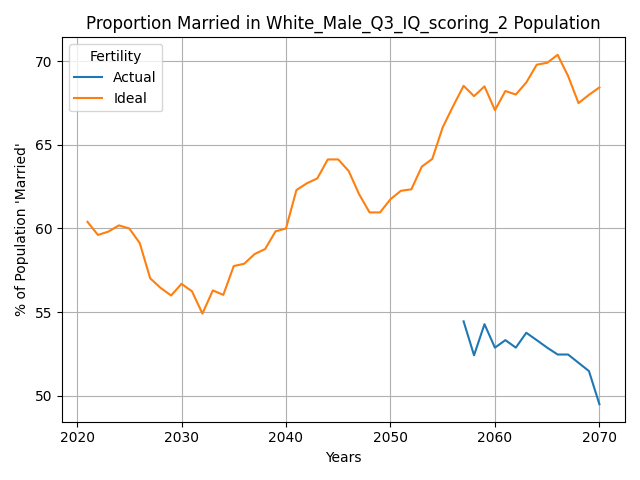 Proportion Married in White_Male_Q3_IQ_scoring_2 Population
Fertility
Actual
Ideal
% of Population 'Married'
70
65
60
55
50
2020 2030 2040 2050 2060 2070
Years